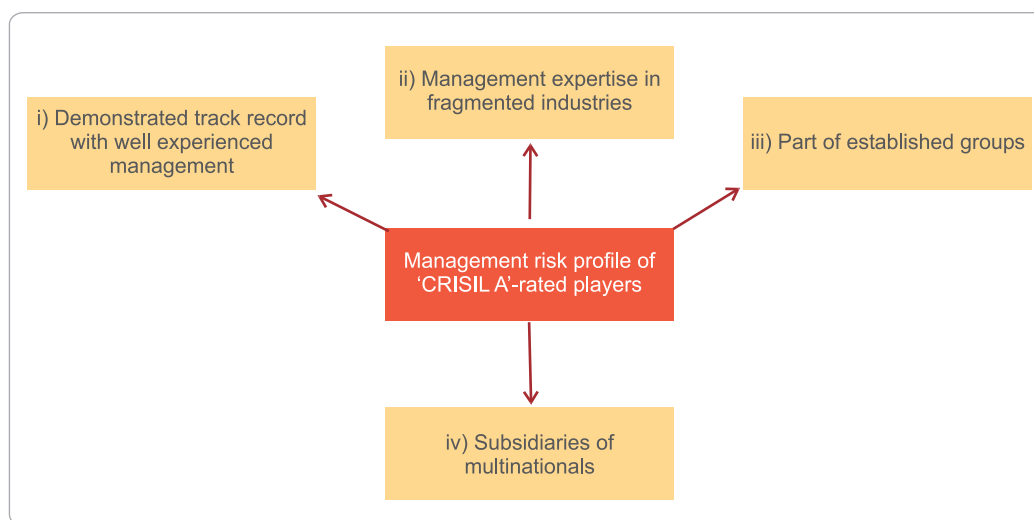 i) Demonstrated track record
with well experienced
management
ii) Management expertise in
fragmented industries
iii) Part of established groups
Management risk profile of
‘CRISIL A’-rated players
iv) Subsidiaries of
multinationals